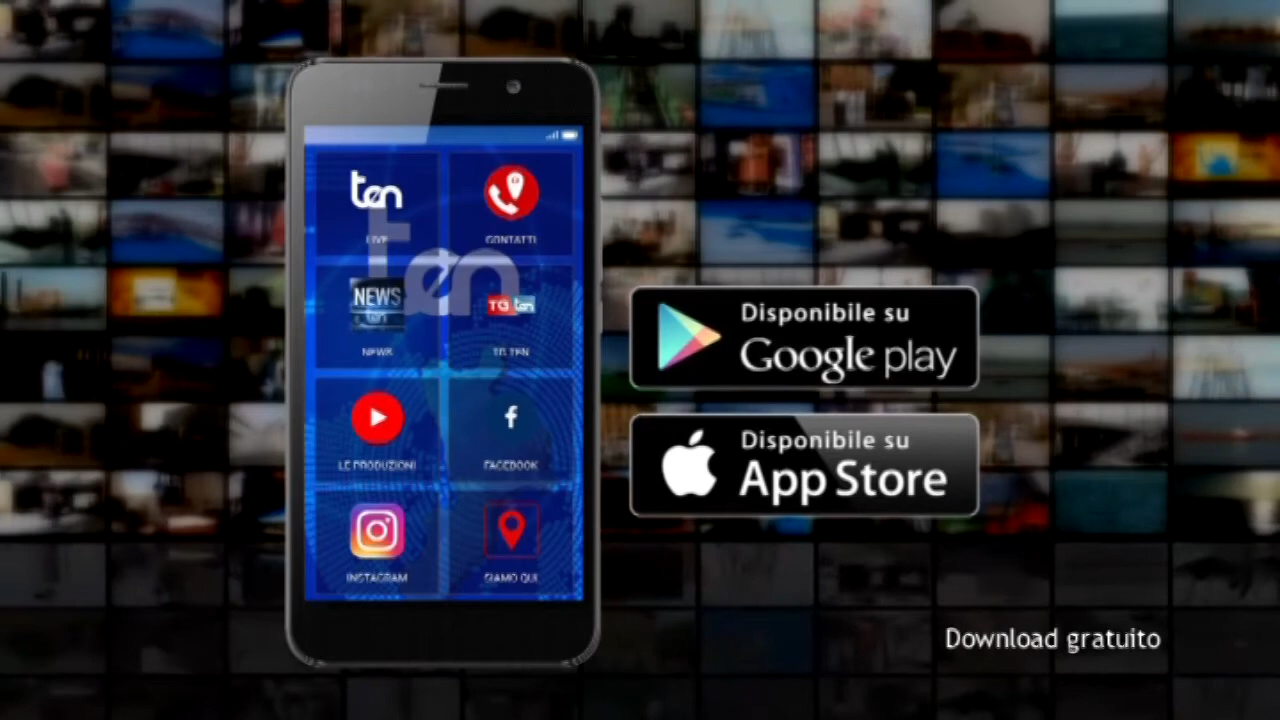 ten
LIVE
CONTATTI
ten
NEWS
NEWS
TG ten
TG TEN
LE PRODUZIONI
FACEBOOK
INSTAGRAM
SIAMO QUI
Disponibile su
Google play
Disponibile su
App Store
Download gratuito